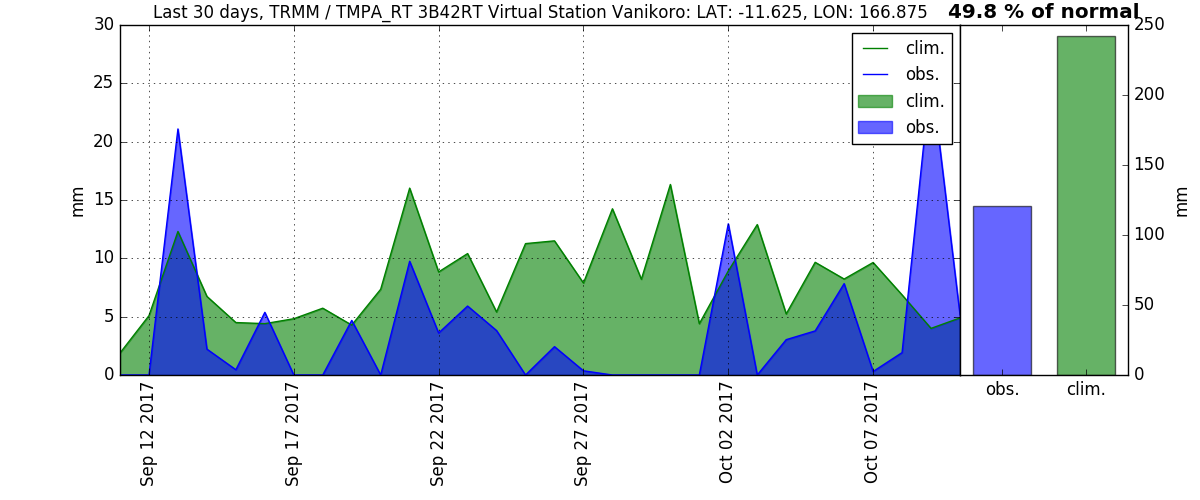 Last 30 days, TRMM / TMPA_RT 3B42RT Virtual Station Vanikoro: LAT: -11.625, LON: 166.875
49.8 % of normal
30
25
20
15
10
5
0
mm
clim.
obs.
clim.
obs.
250
200
150
100
50
0
mm
Sep 12 2017
Sep 17 2017
Sep 22 2017
Sep 27 2017
Oct 02 2017
Oct 07 2017
obs.
clim.